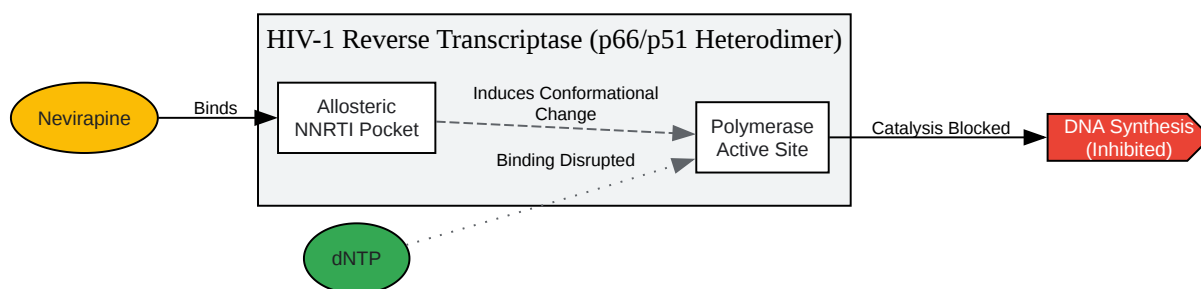 HIV-1 Reverse Transcriptase (p66/p51 Heterodimer)
Nevirapine
Binds
Allosteric
NNRTI Pocket
Induces Conformational
Change
Binding Disrupted
Polymerase
Active Site
Catalysis Blocked
DNA Synthesis
(Inhibited)
dNTP